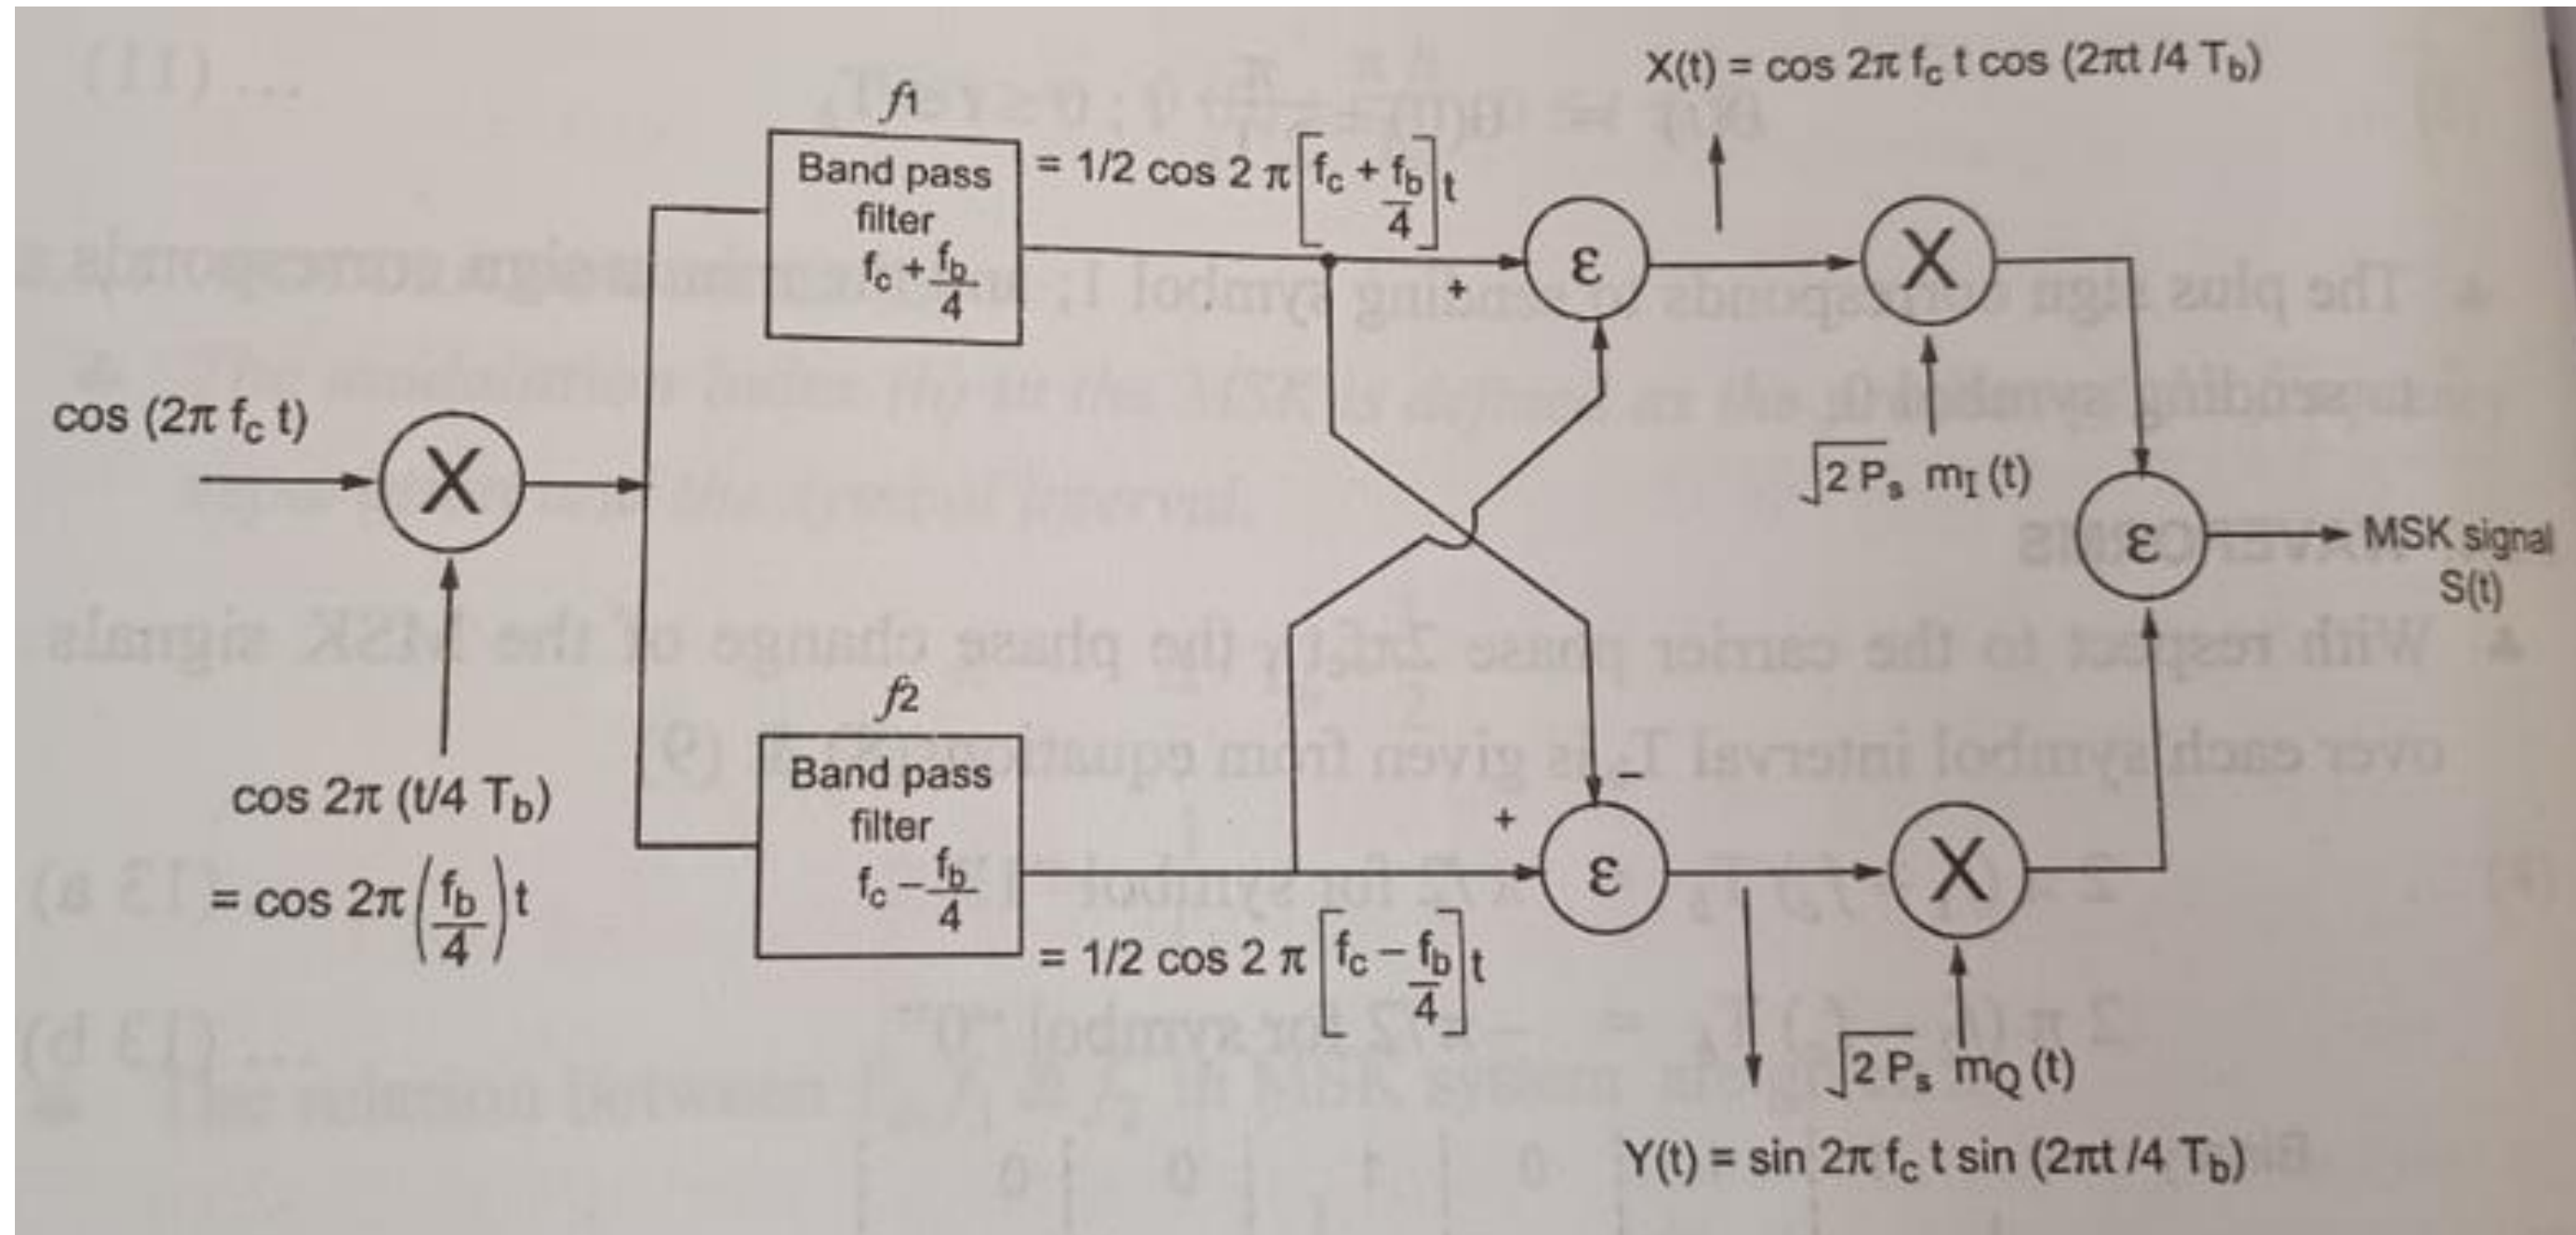 X(t) = cos 2π f_c t cos (2πt /4 T_b)
f1
Band pass
filter
f_c + f_b/4
= 1/2 cos 2 π [f_c + f_b/4] t
+
ε
X
√2 P_s m_I (t)
cos (2π f_c t)
X
cos 2π (t/4 T_b)
= cos 2π (f_b/4) t
ε
MSK signal
S(t)
f2
Band pass
filter
f_c − f_b/4
= 1/2 cos 2 π [f_c − f_b/4] t
−
+
ε
X
√2 P_s m_Q (t)
Y(t) = sin 2π f_c t sin (2πt /4 T_b)